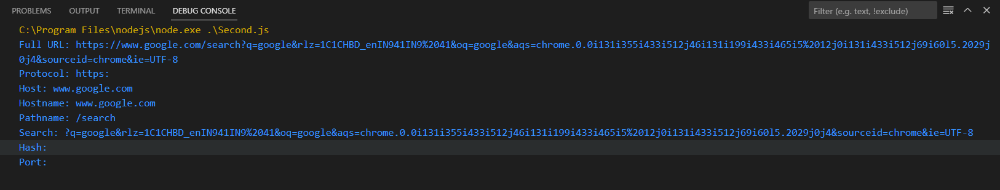 PROBLEMS OUTPUT TERMINAL DEBUG CONSOLE Filter (e.g. text, !exclude)
C:\Program Files\nodejs\node.exe .\Second.js
Full URL: https://www.google.com/search?q=google&rlz=1C1CHBD_enIN941IN9%2041&oq=google&aqs=chrome.0.0i131i355i433i512j46i131i199i433i465i5%2012j0i131i433i512j69i60l5.2029j
0j4&sourceid=chrome&ie=UTF-8
Protocol: https:
Host: www.google.com
Hostname: www.google.com
Pathname: /search
Search: ?q=google&rlz=1C1CHBD_enIN941IN9%2041&oq=google&aqs=chrome.0.0i131i355i433i512j46i131i199i433i465i5%2012j0i131i433i512j69i60l5.2029j0j4&sourceid=chrome&ie=UTF-8
Hash:
Port: